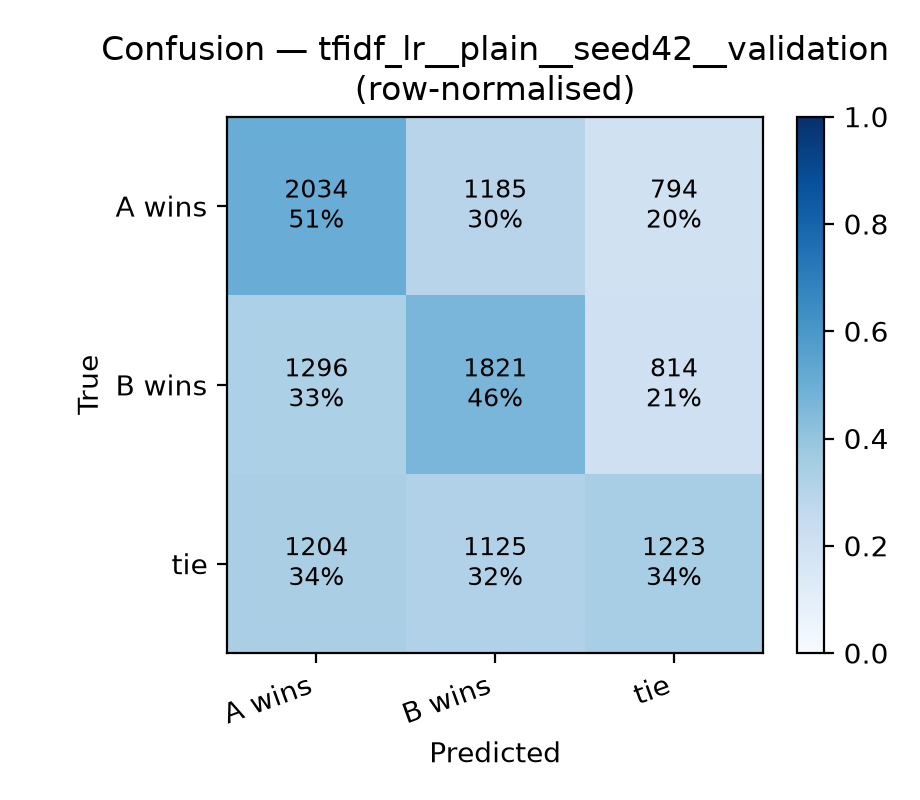 Confusion — tfidf_lr__plain__seed42__validation
(row-normalised)
True
A wins
2034
51%
1185
30%
794
20%
B wins
1296
33%
1821
46%
814
21%
tie
1204
34%
1125
32%
1223
34%
A wins
B wins
tie
Predicted
1.0
0.8
0.6
0.4
0.2
0.0